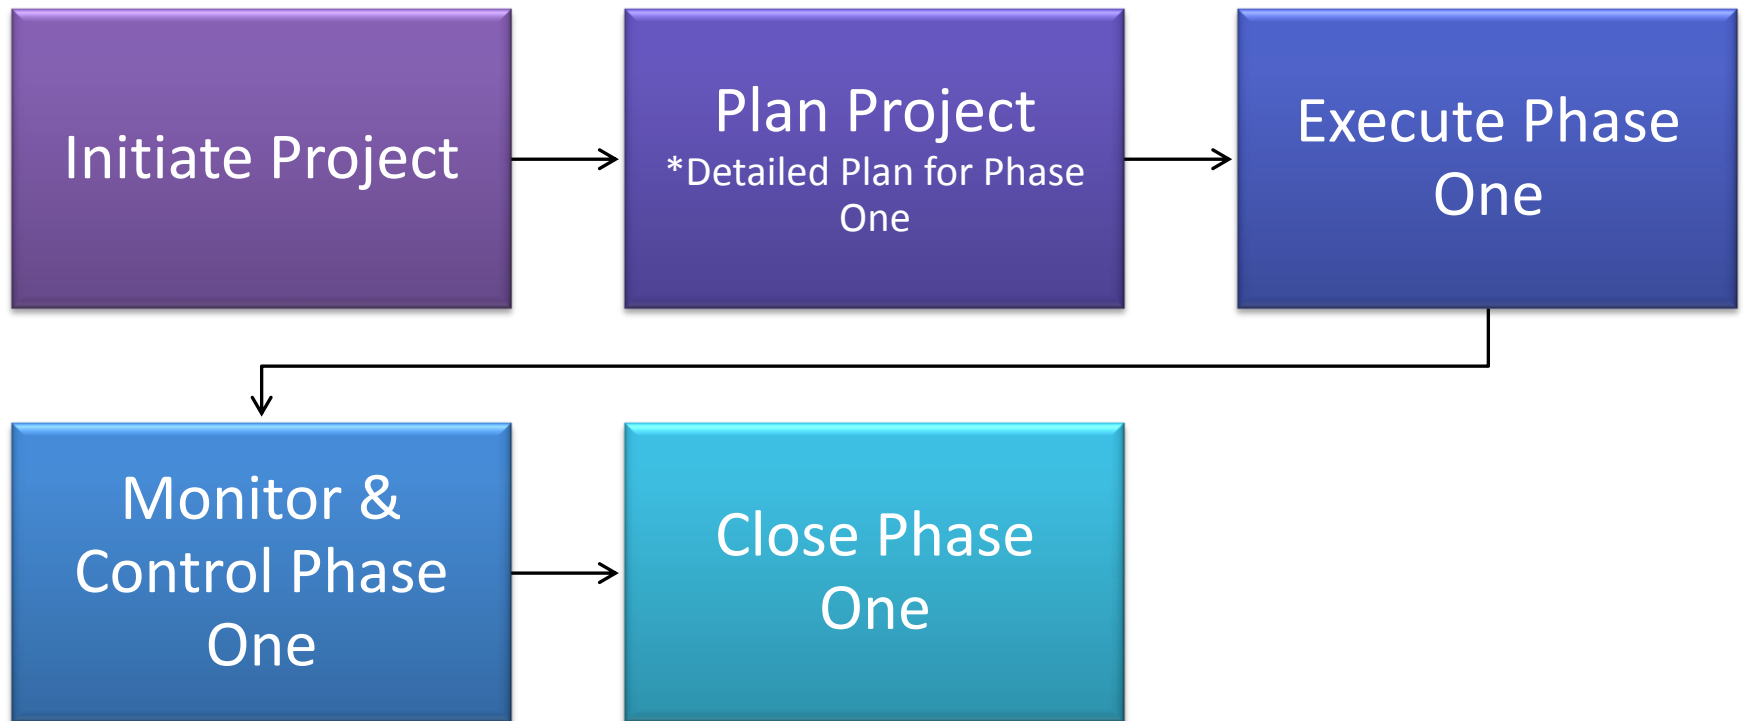 Initiate Project
Plan Project
*Detailed Plan for Phase
One
Execute Phase
One
Monitor &
Control Phase
One
Close Phase
One